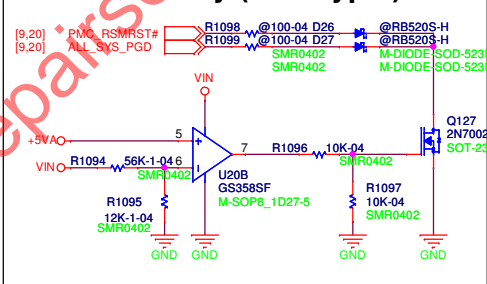 [9,20] PMC_RSMRST# R1098 @100-04 D26 @RB520S-H
[9,20] ALL_SYS_PGD R1099 @100-04 D27 @RB520S-H
SMR0402 M-DIODE-SOD-523
SMR0402 M-DIODE-SOD-523
VIN
Q127
2N7002
SOT-23
+5VA 5 + 7 R1096 10K-04
VIN R1094 56K-1-04 6 - SMR0402
SMR0402
U20B
GS358SF
M-SOP8_1D27-5
R1095
12K-1-04
SMR0402
R1097
10K-04
SMR0402
GND GND GND GND